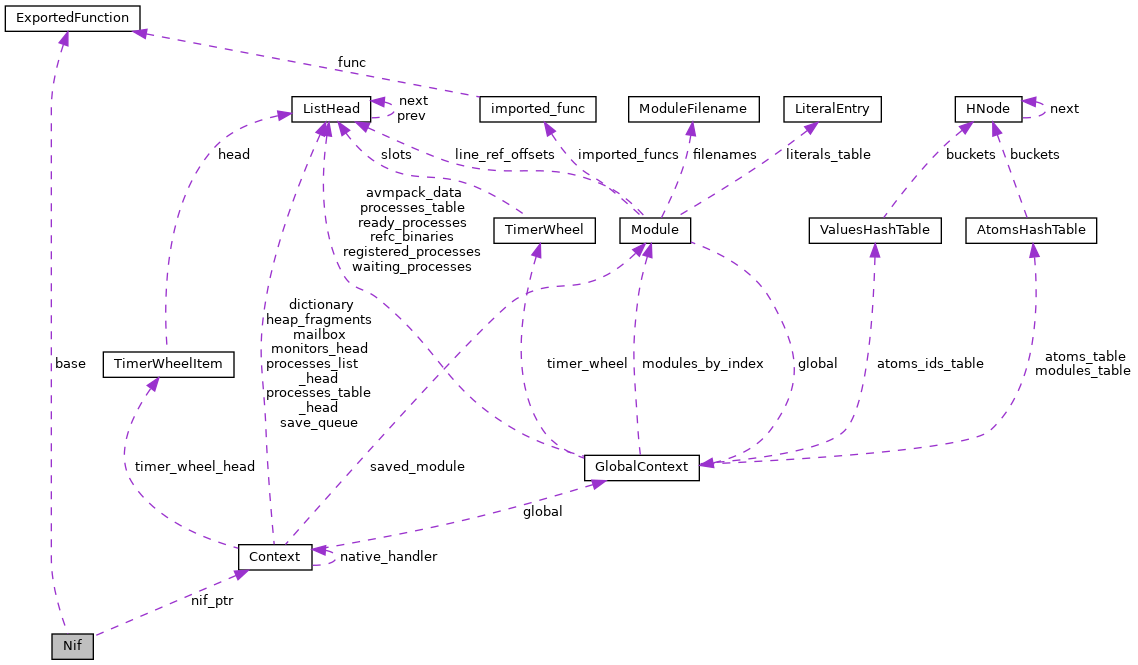 ExportedFunction
func
ListHead
next
prev
imported_func
ModuleFilename
LiteralEntry
HNode
next
head
slots
line_ref_offsets
imported_funcs
filenames
literals_table
buckets
buckets
avmpack_data
processes_table
ready_processes
refc_binaries
registered_processes
waiting_processes
TimerWheel
Module
ValuesHashTable
AtomsHashTable
dictionary
heap_fragments
mailbox
monitors_head
processes_list
_head
processes_table
_head
save_queue
TimerWheelItem
base
timer_wheel
modules_by_index
global
atoms_ids_table
atoms_table
modules_table
timer_wheel_head
saved_module
GlobalContext
global
Context
native_handler
nif_ptr
Nif